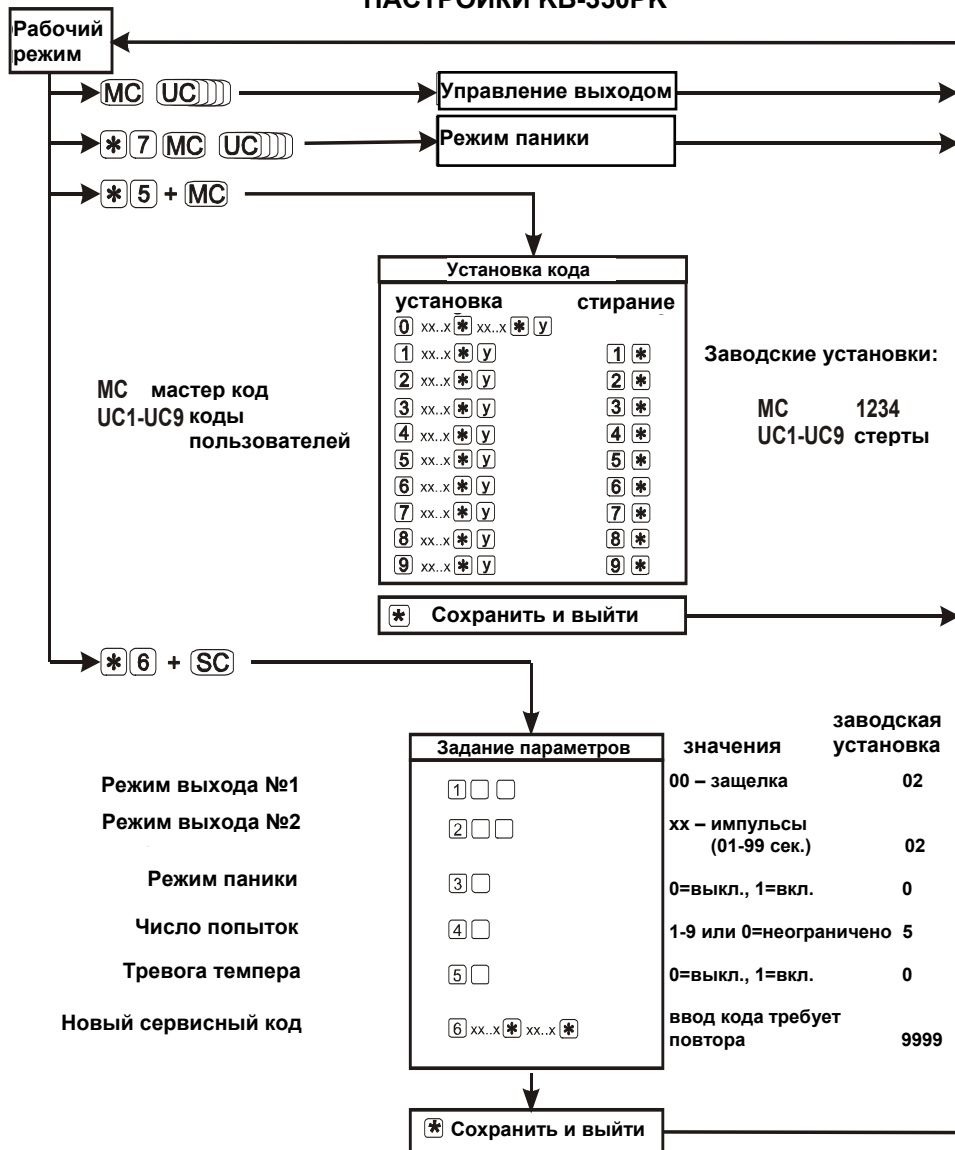 НАСТРОЙКИ KB-350PK
Рабочий
режим
MC UC
Управление выходом
* 7 MC UC
Режим паники
* 5 + MC
Установка кода
установка стирание
0 xx..x * xx..x * y
1 xx..x * y 1 *
2 xx..x * y 2 *
3 xx..x * y 3 *
4 xx..x * y 4 *
5 xx..x * y 5 *
6 xx..x * y 6 *
7 xx..x * y 7 *
8 xx..x * y 8 *
9 xx..x * y 9 *
MC мастер код
UC1-UC9 коды
пользователей
Заводские установки:
MC 1234
UC1-UC9 стерты
* Сохранить и выйти
* 6 + SC
Задание параметров
значения
заводская
установка
Режим выхода №1 1 00 – защелка 02
Режим выхода №2 2 xx – импульсы
(01-99 сек.) 02
Режим паники 3 0=выкл., 1=вкл. 0
Число попыток 4 1-9 или 0=неограничено 5
Тревога темпера 5 0=выкл., 1=вкл. 0
Новый сервисный код 6 xx..x * xx..x * ввод кода требует
повтора 9999
* Сохранить и выйти